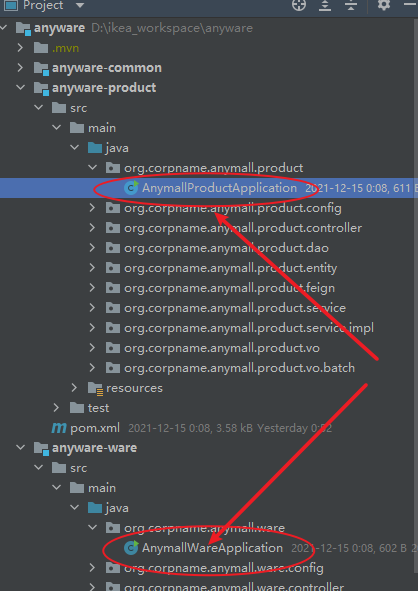 Project
anyware D:\ikea_workspace\anyware
.mvn
anyware-common
anyware-product
src
main
java
org.corpname.anymall.product
AnymallProductApplication 2021-12-15 0:08, 611 B
org.corpname.anymall.product.config
org.corpname.anymall.product.controller
org.corpname.anymall.product.dao
org.corpname.anymall.product.entity
org.corpname.anymall.product.feign
org.corpname.anymall.product.service
org.corpname.anymall.product.service.impl
org.corpname.anymall.product.vo
org.corpname.anymall.product.vo.batch
resources
test
pom.xml 2021-12-15 0:08, 3.58 kB Yesterday 0:52
anyware-ware
src
main
java
org.corpname.anymall.ware
AnymallWareApplication 2021-12-15 0:08, 602 B 2
org.corpname.anymall.ware.config
org.corpname.anymall.ware.controller